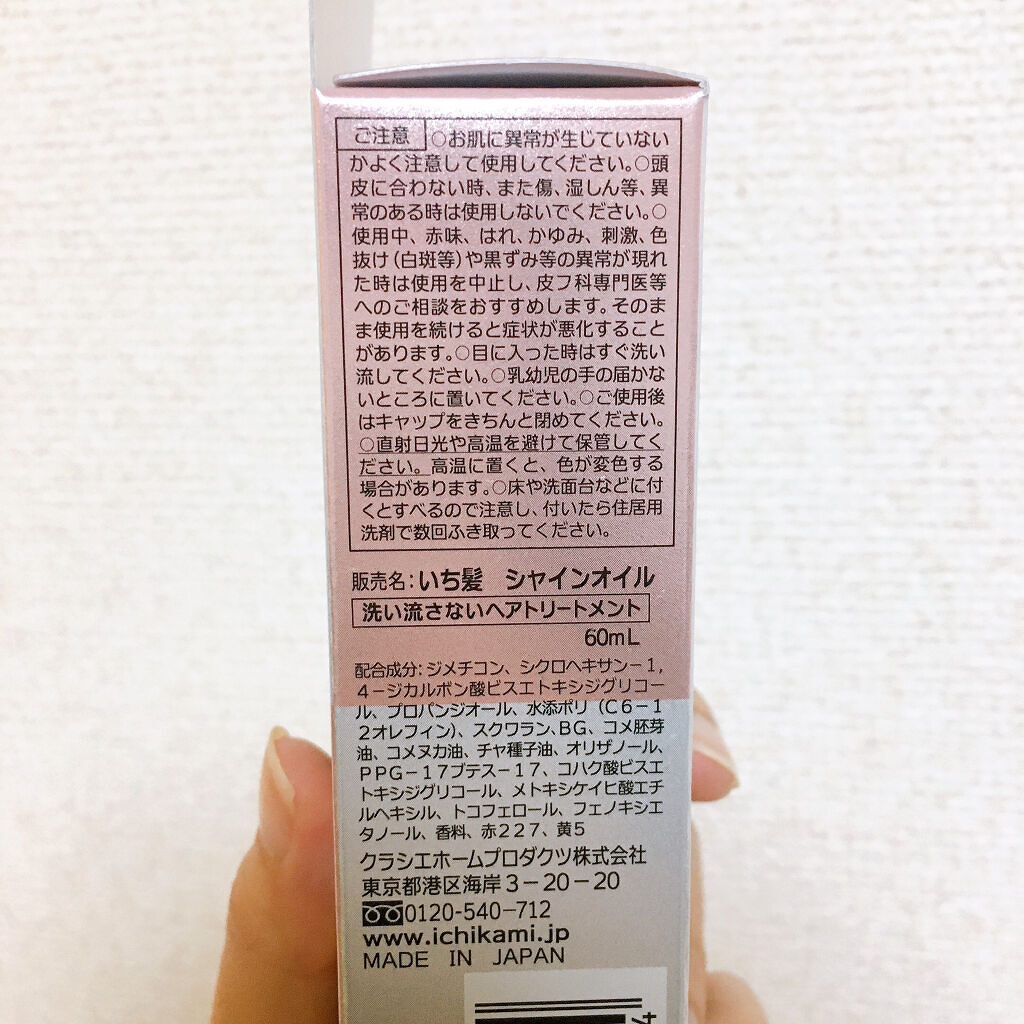 ご注意 ○お肌に異常が生じていない
かよく注意して使用してください。○頭
皮に合わない時、また傷、湿しん等、異
常のある時は使用しないでください。○
使用中、赤味、はれ、かゆみ、刺激、色
抜け(白斑等)や黒ずみ等の異常が現れ
た時は使用を中止し、皮フ科専門医等
へのご相談をおすすめします。そのま
ま使用を続けると症状が悪化すること
があります。○目に入った時はすぐ洗い
流してください。○乳幼児の手の届かな
いところに置いてください。○ご使用後
はキャップをきちんと閉めてください。
○直射日光や高温を避けて保管してく
ださい。高温に置くと、色が変色する
場合があります。○床や洗面台などに付
くとすべるので注意し、付いたら住居用
洗剤で数回ふき取ってください。
販売名:いち髪 シャインオイル
洗い流さないヘアトリートメント
60mL
配合成分:ジメチコン、シクロヘキサン-1,
4-ジカルボン酸ビスエトキシジグリコー
ル、プロパンジオール、水添ポリ(C6-1
2オレフィン)、スクワラン、BG、コメ胚芽
油、コメヌカ油、チャ種子油、オリザノール、
PPG-17ブテス-17、コハク酸ビスエ
トキシジグリコール、メトキシケイヒ酸エチ
ルヘキシル、トコフェロール、フェノキシエ
タノール、香料、赤227、黄5
クラシエホームプロダクツ株式会社
東京都港区海岸3-20-20
0120-540-712
www.ichikami.jp
MADE IN JAPAN